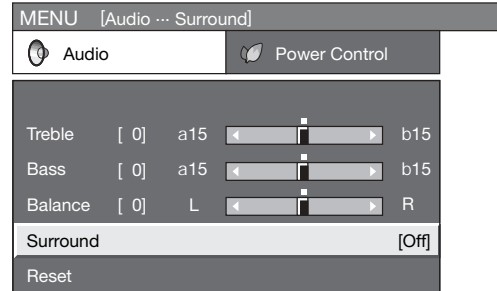 MENU [Audio ··· Surround]
Audio Power Control
Treble [ 0] a15 b15
Bass [ 0] a15 b15
Balance [ 0] L R
Surround [Off]
Reset